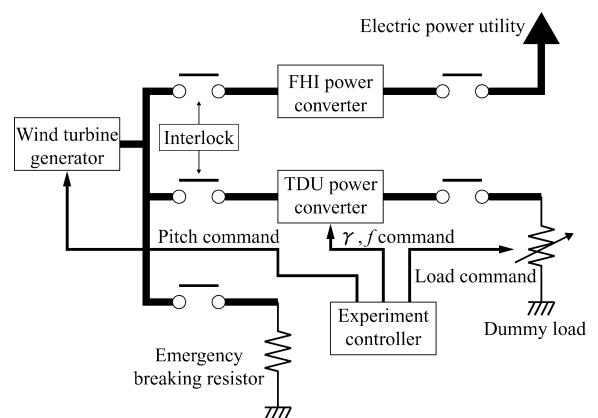 Electric power utility
FHI power
converter
Wind turbine
generator
Interlock
TDU power
converter
Pitch command
γ , f command
Load command
Experiment
controller
Dummy load
Emergency
breaking resistor